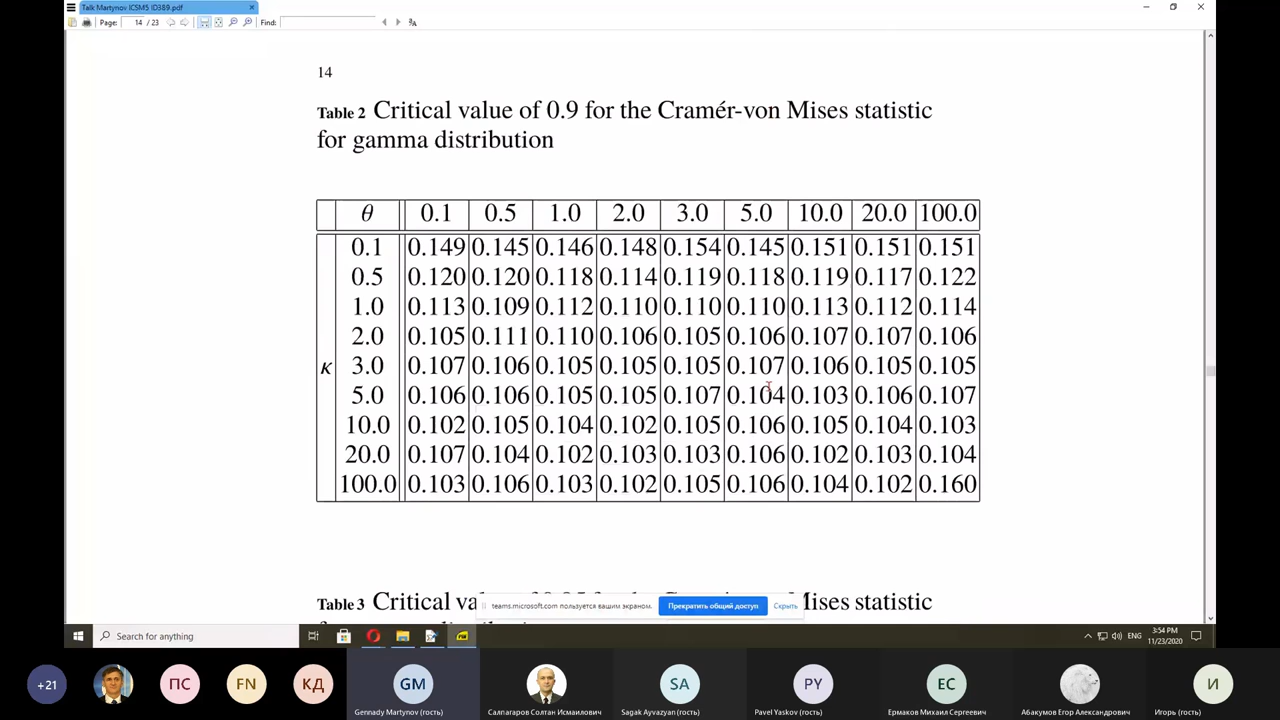 Talk Martynov ICSM5 ID389.pdf
Page: 14 / 23 Find:
14
Table 2 Critical value of 0.9 for the Cramér-von Mises statistic
for gamma distribution
θ 0.1 0.5 1.0 2.0 3.0 5.0 10.0 20.0 100.0
0.1 0.149 0.145 0.146 0.148 0.154 0.145 0.151 0.151 0.151
0.5 0.120 0.120 0.118 0.114 0.119 0.118 0.119 0.117 0.122
1.0 0.113 0.109 0.112 0.110 0.110 0.110 0.113 0.112 0.114
2.0 0.105 0.111 0.110 0.106 0.105 0.106 0.107 0.107 0.106
κ 3.0 0.107 0.106 0.105 0.105 0.105 0.107 0.106 0.105 0.105
5.0 0.106 0.106 0.105 0.105 0.107 0.104 0.103 0.106 0.107
10.0 0.102 0.105 0.104 0.102 0.105 0.106 0.105 0.104 0.103
20.0 0.107 0.104 0.102 0.103 0.103 0.106 0.102 0.103 0.104
100.0 0.103 0.106 0.103 0.102 0.105 0.106 0.104 0.102 0.160
Table 3 Critical Mises statistic
teams.microsoft.com пользуется вашим экраном. Прекратить общий доступ Скрыть
Search for anything
ENG
3:54 PM
11/23/2020
+21 ПС FN КД GM SA PY EC И
Gennady Martynov (гость) Салпагаров Солтан Исмаилович Sagak Ayvazyan (гость) Pavel Yaskov (гость) Ермаков Михаил Сергеевич Абакумов Егор Александрович Игорь (гость)